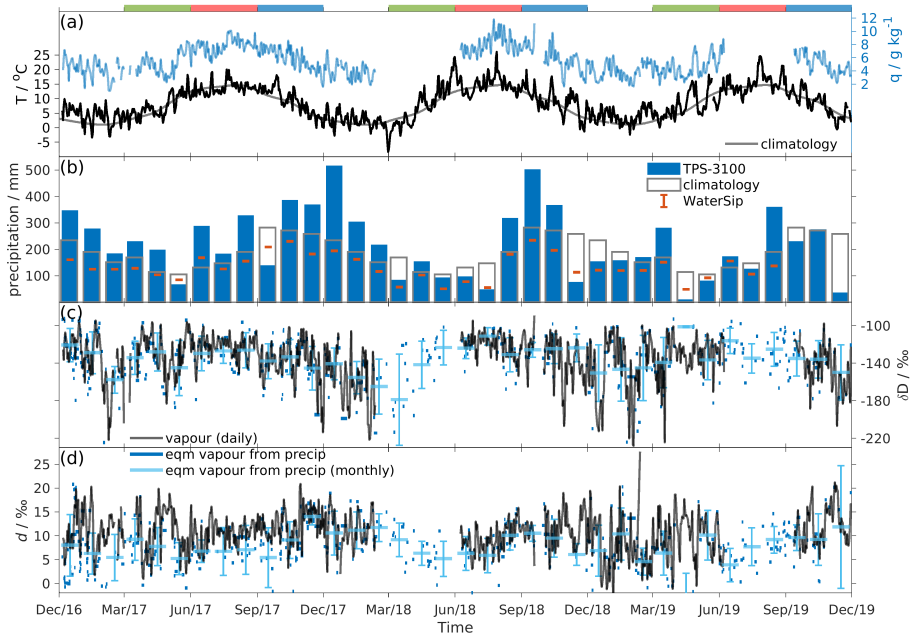 (a)
12
10
8
6
4
2
q / g kg⁻¹
25
20
15
10
5
0
-5
T / °C
climatology
(b)
500
400
300
200
100
precipitation / mm
TPS-3100
climatology
WaterSip
(c)
-100
-140
-180
-220
δD / ‰
vapour (daily)
eqm vapour from precip
eqm vapour from precip (monthly)
(d)
25
20
15
10
5
0
d / ‰
Dec/16 Mar/17 Jun/17 Sep/17 Dec/17 Mar/18 Jun/18 Sep/18 Dec/18 Mar/19 Jun/19 Sep/19 Dec/19
Time